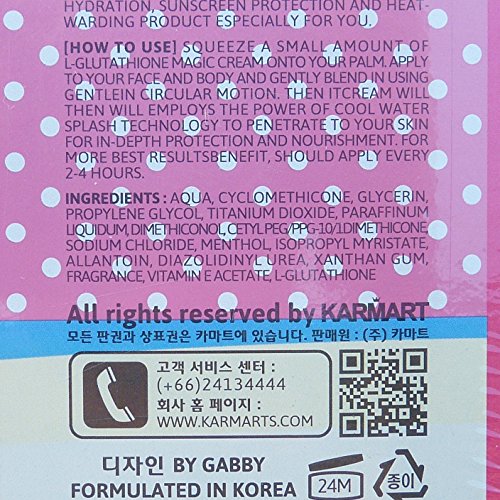 HYDRATION, SUNSCREEN PROTECTION AND HEAT-
WARDING PRODUCT ESPECIALLY FOR YOU.
[HOW TO USE] SQUEEZE A SMALL AMOUNT OF
L-GLUTATHIONE MAGIC CREAM ONTO YOUR PALM. APPLY
TO YOUR FACE AND BODY AND GENTLY BLEND IN USING
GENTLEIN CIRCULAR MOTION. THEN ITCREAM WILL
THEN WILL EMPLOYS THE POWER OF COOL WATER
SPLASH TECHNOLOGY TO PENETRATE TO YOUR SKIN
FOR IN-DEPTH PROTECTION AND NOURISHMENT. FOR
MORE BEST RESULTSBENEFIT, SHOULD APPLY EVERY
2-4 HOURS.
INGREDIENTS : AQUA, CYCLOMETHICONE, GLYCERIN,
PROPYLENE GLYCOL, TITANIUM DIOXIDE, PARAFFINUM
LIQUIDUM, DIMETHICONOL, CETYL PEG/PPG-10/1DIMETHICONE
SODIUM CHLORIDE, MENTHOL, ISOPROPYL MYRISTATE,
ALLANTOIN, DIAZOLIDINYL UREA, XANTHAN GUM,
FRAGRANCE, VITAMIN E ACETATE, L-GLUTATHIONE
All rights reserved by KARMART
모든 판권과 상표권은 카마트에 있습니다. 판매원 : (주) 카마트
고객 서비스 센터 :
(+66)24134444
회사 홈 페이지 :
WWW.KARMARTS.COM
디자인 BY GABBY
FORMULATED IN KOREA
24M
종이